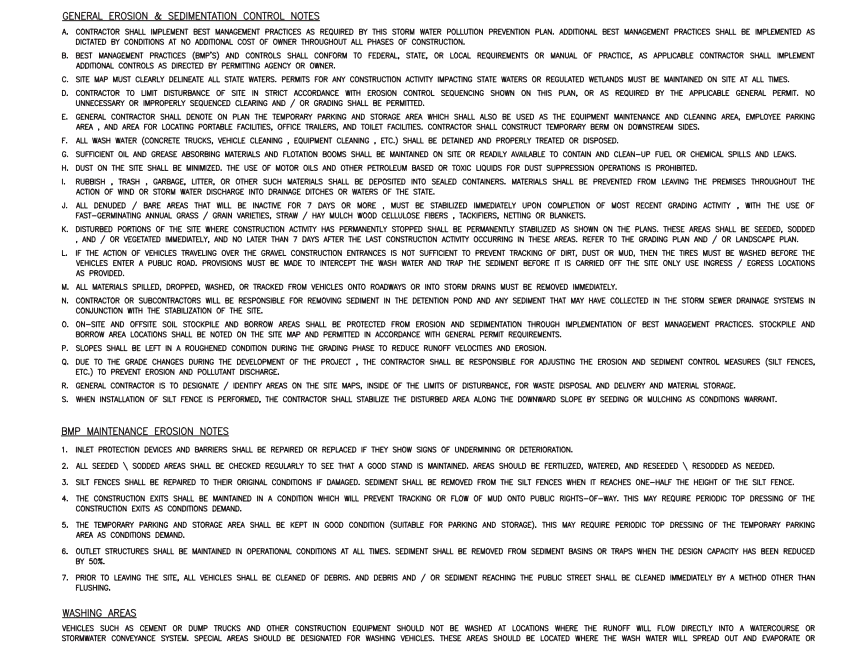 GENERAL EROSION & SEDIMENTATION CONTROL NOTES
A. CONTRACTOR SHALL IMPLEMENT BEST MANAGEMENT PRACTICES AS REQUIRED BY THIS STORM WATER POLLUTION PREVENTION PLAN. ADDITIONAL BEST MANAGEMENT PRACTICES SHALL BE IMPLEMENTED AS
DICTATED BY CONDITIONS AT NO ADDITIONAL COST OF OWNER THROUGHOUT ALL PHASES OF CONSTRUCTION.
B. BEST MANAGEMENT PRACTICES (BMP'S) AND CONTROLS SHALL CONFORM TO FEDERAL, STATE, OR LOCAL REQUIREMENTS OR MANUAL OF PRACTICE, AS APPLICABLE CONTRACTOR SHALL IMPLEMENT
ADDITIONAL CONTROLS AS DIRECTED BY PERMITTING AGENCY OR OWNER.
C. SITE MAP MUST CLEARLY DELINEATE ALL STATE WATERS. PERMITS FOR ANY CONSTRUCTION ACTIVITY IMPACTING STATE WATERS OR REGULATED WETLANDS MUST BE MAINTAINED ON SITE AT ALL TIMES.
D. CONTRACTOR TO LIMIT DISTURBANCE OF SITE IN STRICT ACCORDANCE WITH EROSION CONTROL SEQUENCING SHOWN ON THIS PLAN, OR AS REQUIRED BY THE APPLICABLE GENERAL PERMIT. NO
UNNECESSARY OR IMPROPERLY SEQUENCED CLEARING AND / OR GRADING SHALL BE PERMITTED.
E. GENERAL CONTRACTOR SHALL DENOTE ON PLAN THE TEMPORARY PARKING AND STORAGE AREA WHICH SHALL ALSO BE USED AS THE EQUIPMENT MAINTENANCE AND CLEANING AREA, EMPLOYEE PARKING
AREA , AND AREA FOR LOCATING PORTABLE FACILITIES, OFFICE TRAILERS, AND TOILET FACILITIES. CONTRACTOR SHALL CONSTRUCT TEMPORARY BERM ON DOWNSTREAM SIDES.
F. ALL WASH WATER (CONCRETE TRUCKS, VEHICLE CLEANING , EQUIPMENT CLEANING , ETC.) SHALL BE DETAINED AND PROPERLY TREATED OR DISPOSED.
G. SUFFICIENT OIL AND GREASE ABSORBING MATERIALS AND FLOTATION BOOMS SHALL BE MAINTAINED ON SITE OR READILY AVAILABLE TO CONTAIN AND CLEAN-UP FUEL OR CHEMICAL SPILLS AND LEAKS.
H. DUST ON THE SITE SHALL BE MINIMIZED. THE USE OF MOTOR OILS AND OTHER PETROLEUM BASED OR TOXIC LIQUIDS FOR DUST SUPPRESSION OPERATIONS IS PROHIBITED.
I. RUBBISH , TRASH , GARBAGE, LITTER, OR OTHER SUCH MATERIALS SHALL BE DEPOSITED INTO SEALED CONTAINERS. MATERIALS SHALL BE PREVENTED FROM LEAVING THE PREMISES THROUGHOUT THE
ACTION OF WIND OR STORM WATER DISCHARGE INTO DRAINAGE DITCHES OR WATERS OF THE STATE.
J. ALL DENUDED / BARE AREAS THAT WILL BE INACTIVE FOR 7 DAYS OR MORE , MUST BE STABILIZED IMMEDIATELY UPON COMPLETION OF MOST RECENT GRADING ACTIVITY , WITH THE USE OF
FAST-GERMINATING ANNUAL GRASS / GRAIN VARIETIES, STRAW / HAY MULCH WOOD CELLULOSE FIBERS , TACKIFIERS, NETTING OR BLANKETS.
K. DISTURBED PORTIONS OF THE SITE WHERE CONSTRUCTION ACTIVITY HAS PERMANENTLY STOPPED SHALL BE PERMANENTLY STABILIZED AS SHOWN ON THE PLANS. THESE AREAS SHALL BE SEEDED, SODDED
, AND / OR VEGETATED IMMEDIATELY, AND NO LATER THAN 7 DAYS AFTER THE LAST CONSTRUCTION ACTIVITY OCCURRING IN THESE AREAS. REFER TO THE GRADING PLAN AND / OR LANDSCAPE PLAN.
L. IF THE ACTION OF VEHICLES TRAVELING OVER THE GRAVEL CONSTRUCTION ENTRANCES IS NOT SUFFICIENT TO PREVENT TRACKING OF DIRT, DUST OR MUD, THEN THE TIRES MUST BE WASHED BEFORE THE
VEHICLES ENTER A PUBLIC ROAD. PROVISIONS MUST BE MADE TO INTERCEPT THE WASH WATER AND TRAP THE SEDIMENT BEFORE IT IS CARRIED OFF THE SITE ONLY USE INGRESS / EGRESS LOCATIONS
AS PROVIDED.
M. ALL MATERIALS SPILLED, DROPPED, WASHED, OR TRACKED FROM VEHICLES ONTO ROADWAYS OR INTO STORM DRAINS MUST BE REMOVED IMMEDIATELY.
N. CONTRACTOR OR SUBCONTRACTORS WILL BE RESPONSIBLE FOR REMOVING SEDIMENT IN THE DETENTION POND AND ANY SEDIMENT THAT MAY HAVE COLLECTED IN THE STORM SEWER DRAINAGE SYSTEMS IN
CONJUNCTION WITH THE STABILIZATION OF THE SITE.
O. ON-SITE AND OFFSITE SOIL STOCKPILE AND BORROW AREAS SHALL BE PROTECTED FROM EROSION AND SEDIMENTATION THROUGH IMPLEMENTATION OF BEST MANAGEMENT PRACTICES. STOCKPILE AND
BORROW AREA LOCATIONS SHALL BE NOTED ON THE SITE MAP AND PERMITTED IN ACCORDANCE WITH GENERAL PERMIT REQUIREMENTS.
P. SLOPES SHALL BE LEFT IN A ROUGHENED CONDITION DURING THE GRADING PHASE TO REDUCE RUNOFF VELOCITIES AND EROSION.
Q. DUE TO THE GRADE CHANGES DURING THE DEVELOPMENT OF THE PROJECT , THE CONTRACTOR SHALL BE RESPONSIBLE FOR ADJUSTING THE EROSION AND SEDIMENT CONTROL MEASURES (SILT FENCES,
ETC.) TO PREVENT EROSION AND POLLUTANT DISCHARGE.
R. GENERAL CONTRACTOR IS TO DESIGNATE / IDENTIFY AREAS ON THE SITE MAPS, INSIDE OF THE LIMITS OF DISTURBANCE, FOR WASTE DISPOSAL AND DELIVERY AND MATERIAL STORAGE.
S. WHEN INSTALLATION OF SILT FENCE IS PERFORMED, THE CONTRACTOR SHALL STABILIZE THE DISTURBED AREA ALONG THE DOWNWARD SLOPE BY SEEDING OR MULCHING AS CONDITIONS WARRANT.
BMP MAINTENANCE EROSION NOTES
1. INLET PROTECTION DEVICES AND BARRIERS SHALL BE REPAIRED OR REPLACED IF THEY SHOW SIGNS OF UNDERMINING OR DETERIORATION.
2. ALL SEEDED \ SODDED AREAS SHALL BE CHECKED REGULARLY TO SEE THAT A GOOD STAND IS MAINTAINED. AREAS SHOULD BE FERTILIZED, WATERED, AND RESEEDED \ RESODDED AS NEEDED.
3. SILT FENCES SHALL BE REPAIRED TO THEIR ORIGINAL CONDITIONS IF DAMAGED. SEDIMENT SHALL BE REMOVED FROM THE SILT FENCES WHEN IT REACHES ONE-HALF THE HEIGHT OF THE SILT FENCE.
4. THE CONSTRUCTION EXITS SHALL BE MAINTAINED IN A CONDITION WHICH WILL PREVENT TRACKING OR FLOW OF MUD ONTO PUBLIC RIGHTS-OF-WAY. THIS MAY REQUIRE PERIODIC TOP DRESSING OF THE
CONSTRUCTION EXITS AS CONDITIONS DEMAND.
5. THE TEMPORARY PARKING AND STORAGE AREA SHALL BE KEPT IN GOOD CONDITION (SUITABLE FOR PARKING AND STORAGE). THIS MAY REQUIRE PERIODIC TOP DRESSING OF THE TEMPORARY PARKING
AREA AS CONDITIONS DEMAND.
6. OUTLET STRUCTURES SHALL BE MAINTAINED IN OPERATIONAL CONDITIONS AT ALL TIMES. SEDIMENT SHALL BE REMOVED FROM SEDIMENT BASINS OR TRAPS WHEN THE DESIGN CAPACITY HAS BEEN REDUCED
BY 50%.
7. PRIOR TO LEAVING THE SITE, ALL VEHICLES SHALL BE CLEANED OF DEBRIS. AND DEBRIS AND / OR SEDIMENT REACHING THE PUBLIC STREET SHALL BE CLEANED IMMEDIATELY BY A METHOD OTHER THAN
FLUSHING.
WASHING AREAS
VEHICLES SUCH AS CEMENT OR DUMP TRUCKS AND OTHER CONSTRUCTION EQUIPMENT SHOULD NOT BE WASHED AT LOCATIONS WHERE THE RUNOFF WILL FLOW DIRECTLY INTO A WATERCOURSE OR
STORMWATER CONVEYANCE SYSTEM. SPECIAL AREAS SHOULD BE DESIGNATED FOR WASHING VEHICLES. THESE AREAS SHOULD BE LOCATED WHERE THE WASH WATER WILL SPREAD OUT AND EVAPORATE OR